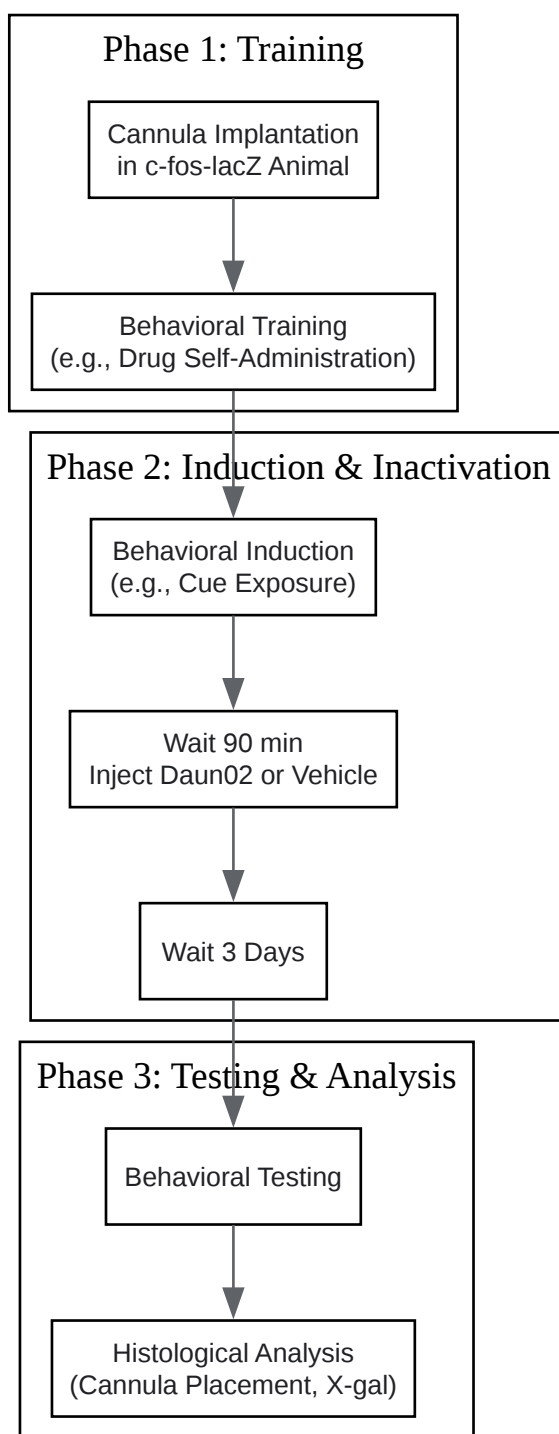 Phase 1: Training
Cannula Implantation
in c-fos-lacZ Animal
Behavioral Training
(e.g., Drug Self-Administration)
Phase 2: Induction & Inactivation
Behavioral Induction
(e.g., Cue Exposure)
Wait 90 min
Inject Daun02 or Vehicle
Wait 3 Days
Phase 3: Testing & Analysis
Behavioral Testing
Histological Analysis
(Cannula Placement, X-gal)